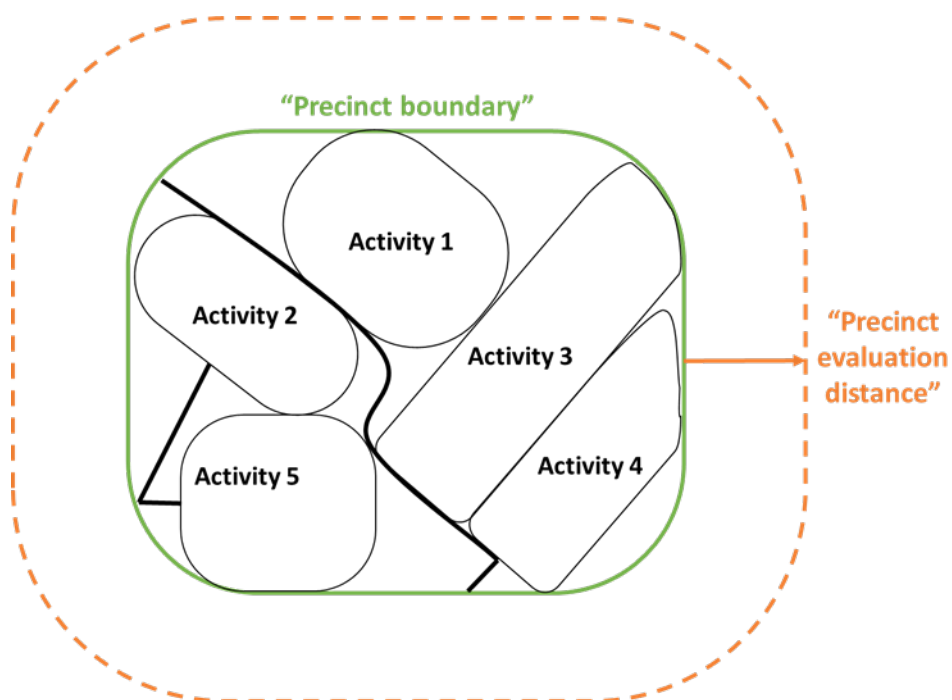 “Precinct boundary”
Activity 1
Activity 2
“Precinct
evaluation
distance”
Activity 3
Activity 4
Activity 5